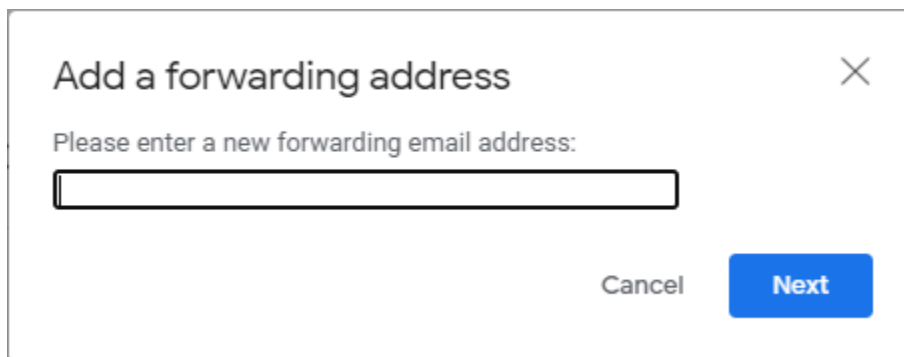 Add a forwarding address
Please enter a new forwarding email address:
Cancel
Next